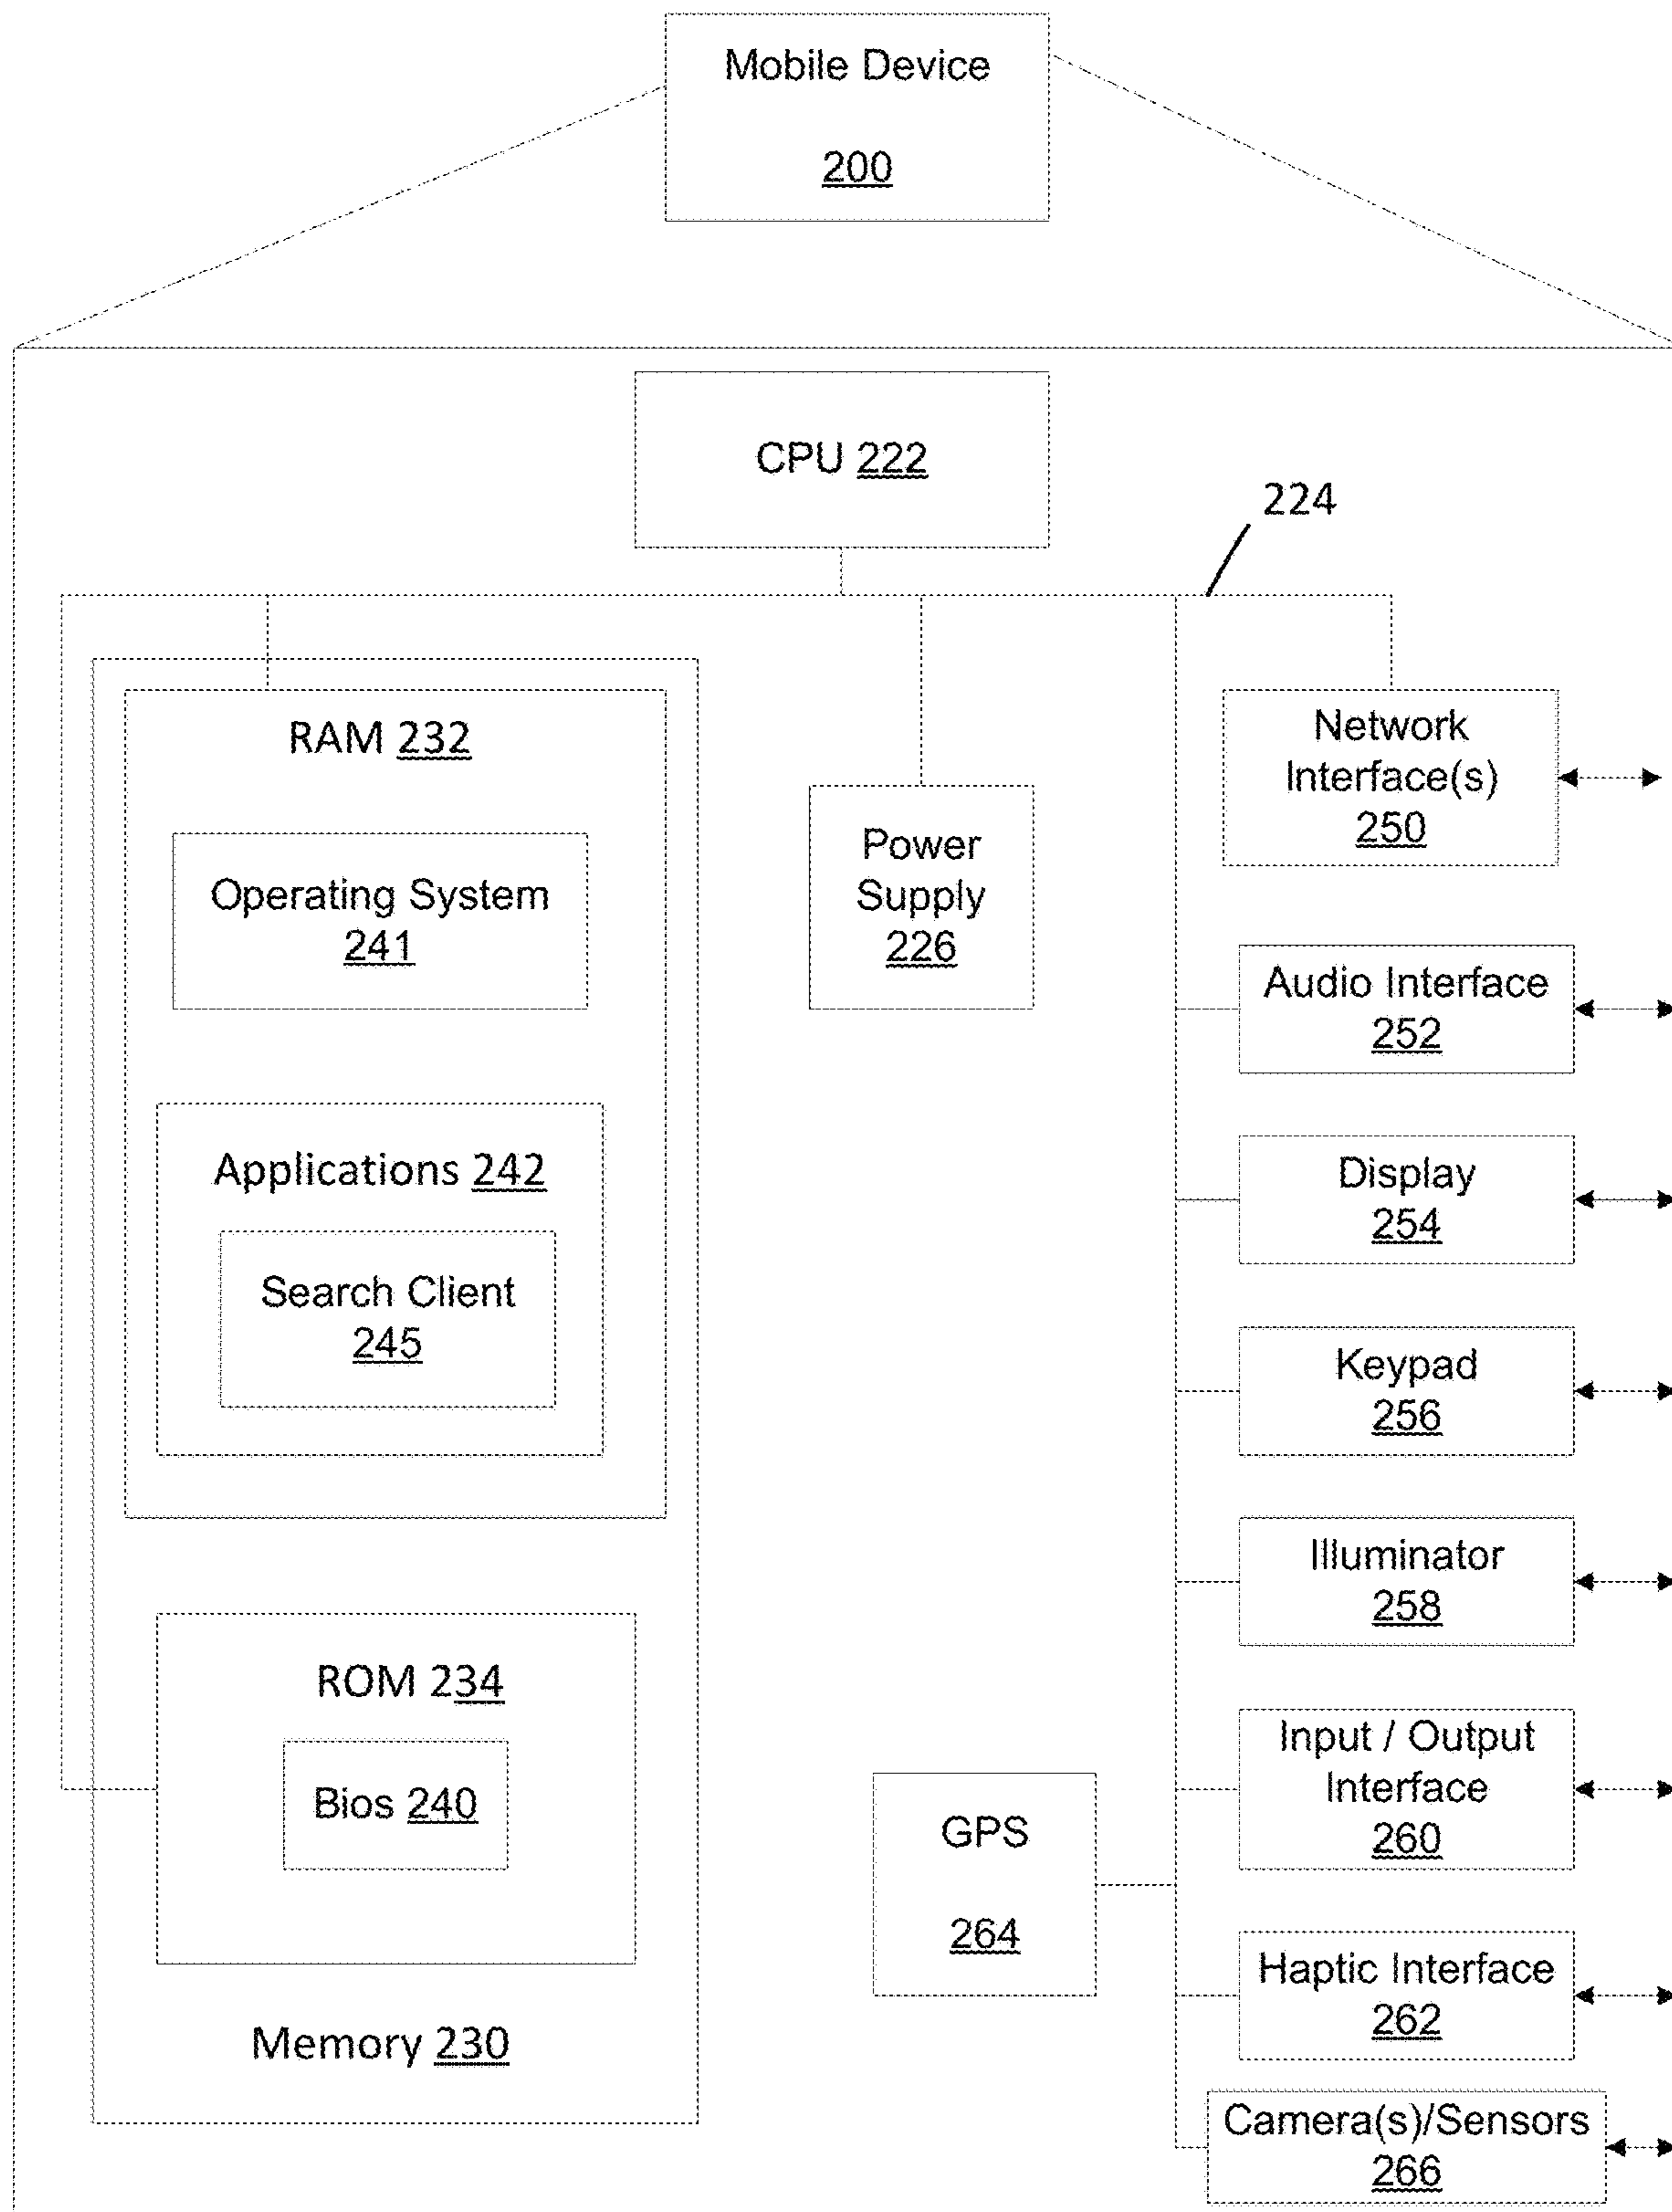 Mobile Device
200
CPU 222
224
RAM 232
Operating System
241
Applications 242
Search Client
245
ROM 234
Bios 240
Memory 230
Power
Supply
226
GPS
264
Network
Interface(s)
250
Audio Interface
252
Display
254
Keypad
256
Illuminator
258
Input / Output
Interface
260
Haptic Interface
262
Camera(s)/Sensors
266